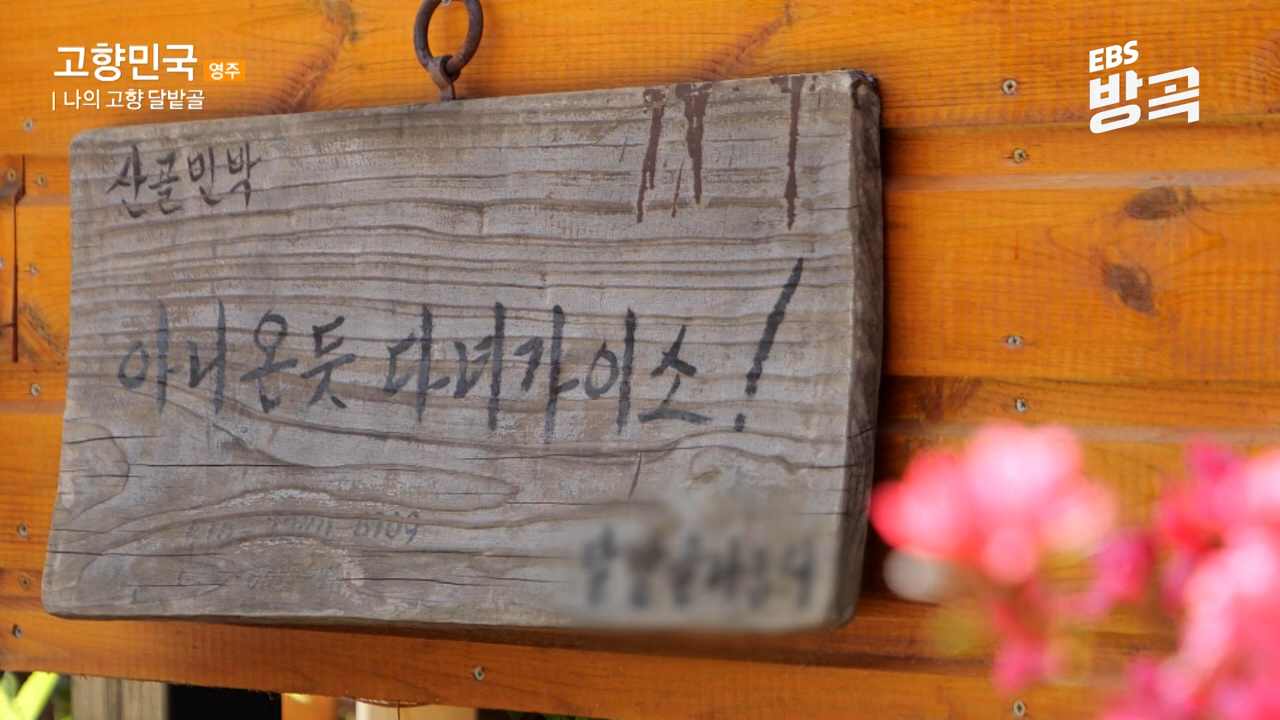 고향민국 영주
| 나의 고향 달밭골
EBS
방곡
산골민박
아니온듯 다녀가이소!